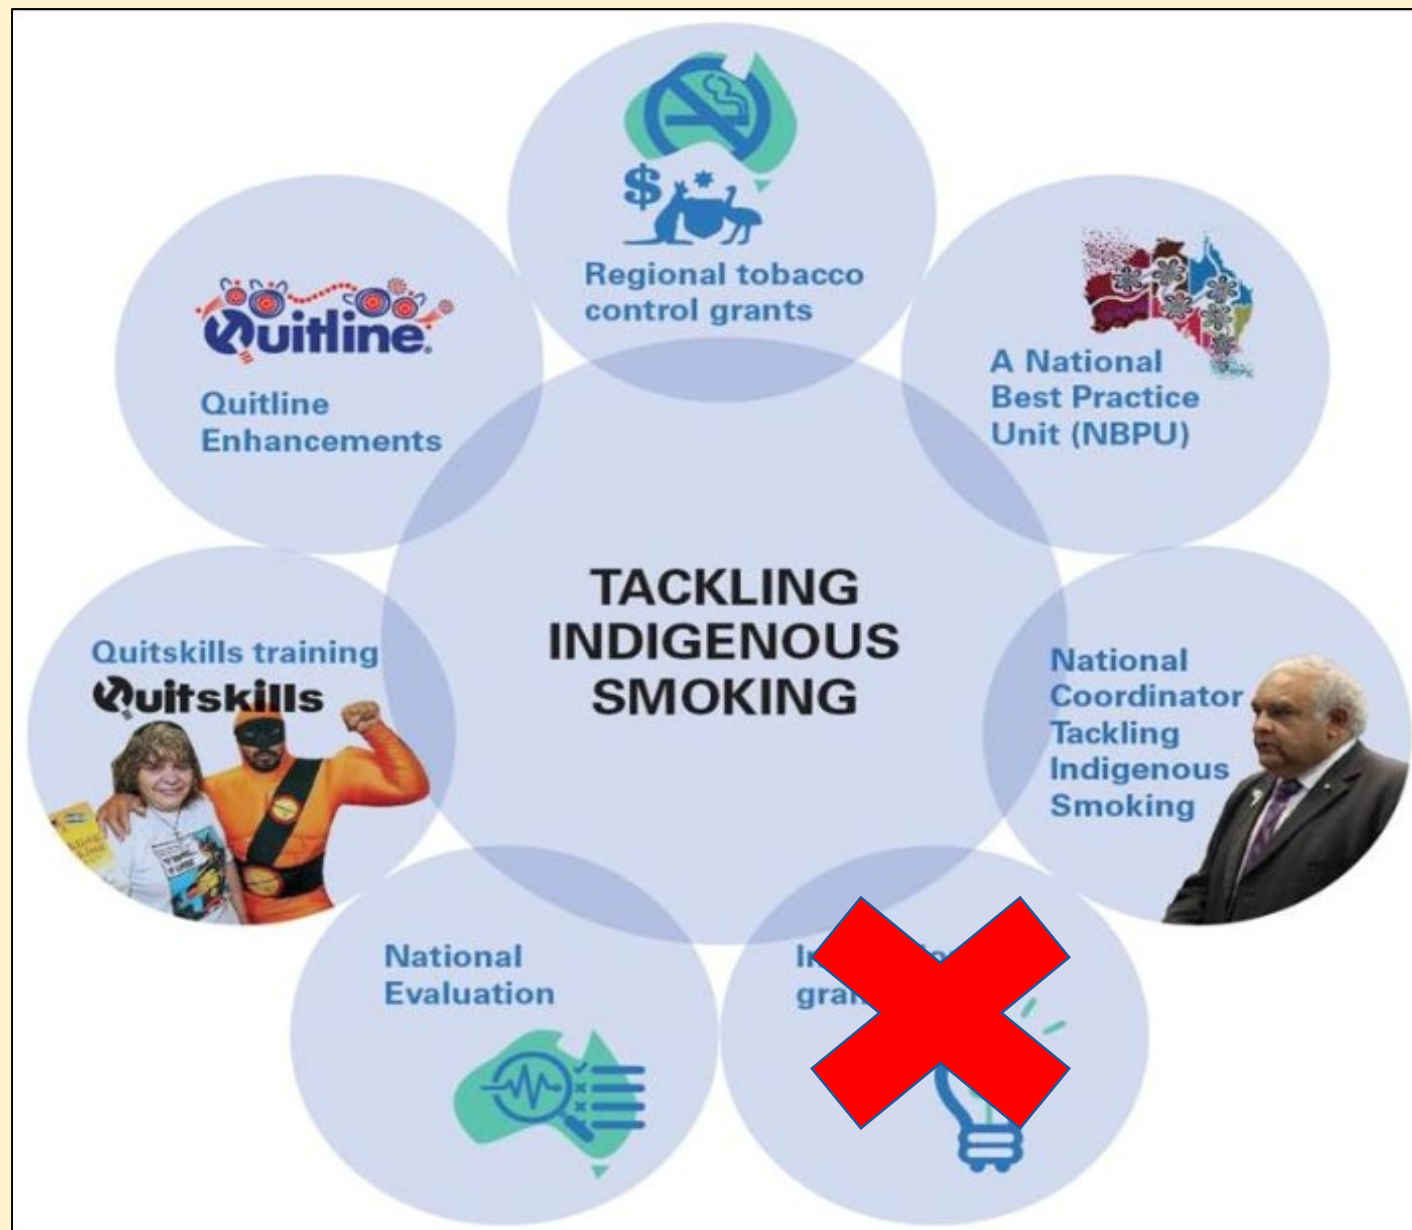 $
Regional tobacco
control grants
Quitline®
Quitline
Enhancements
A National
Best Practice
Unit (NBPU)
TACKLING
INDIGENOUS
SMOKING
Quitskills training
Quitskills
National
Coordinator
Tackling
Indigenous
Smoking
National
Evaluation